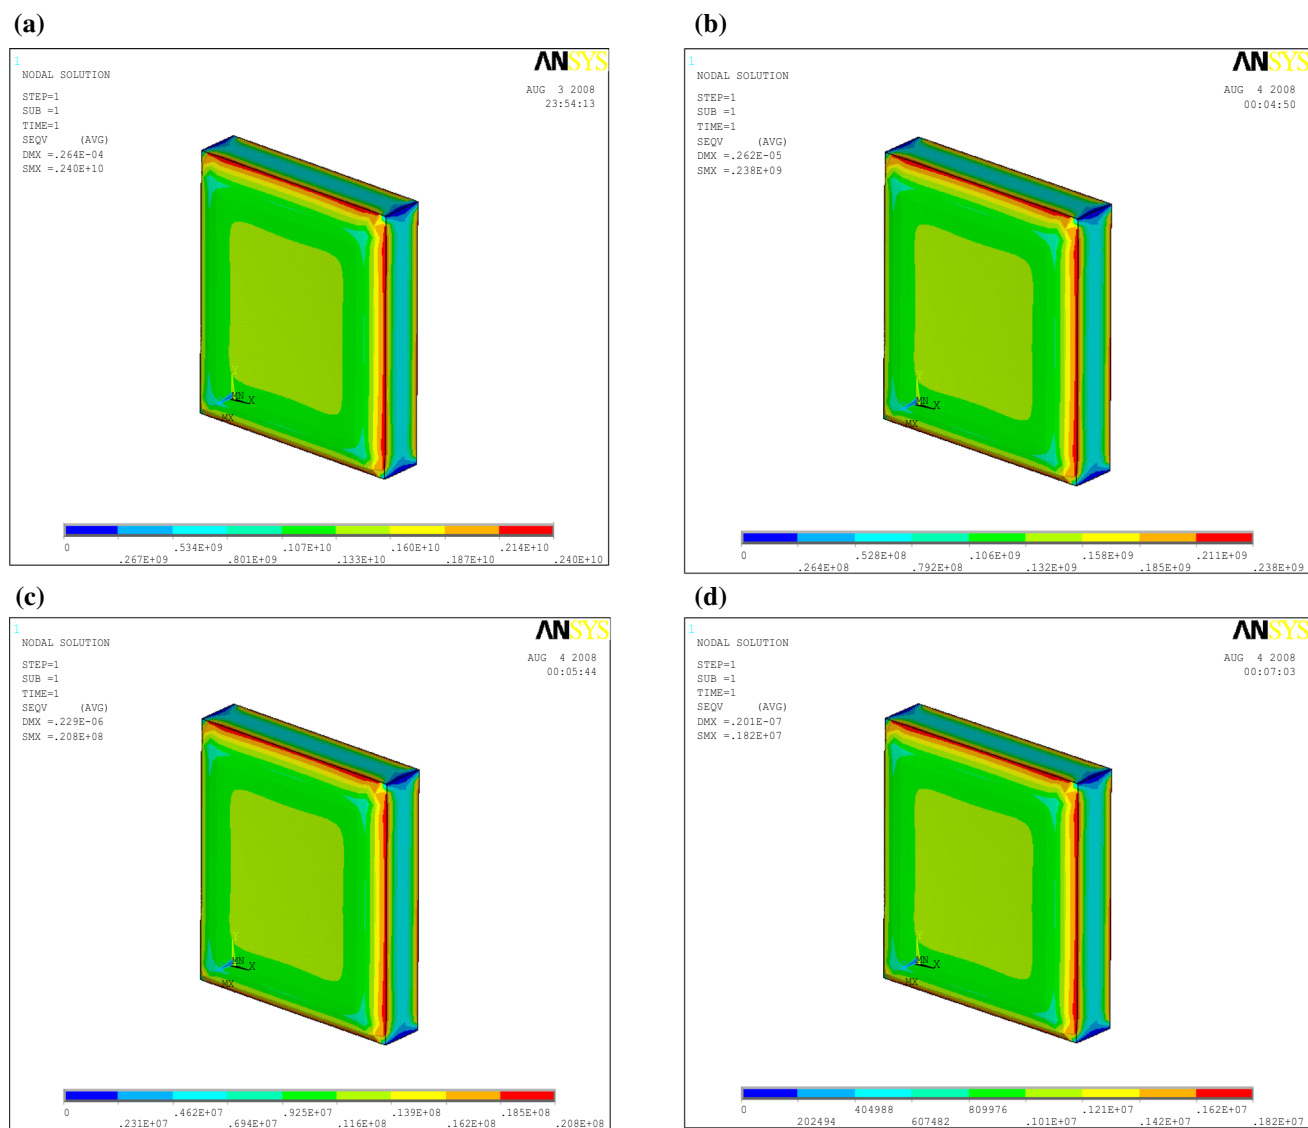 (a)
1
ANSYS
NODAL SOLUTION
AUG 3 2008
23:54:13
STEP=1
SUB =1
TIME=1
SEQV (AVG)
DMX =.264E-04
SMX =.240E+10
Y
MN X
MX
0 .534E+09 .107E+10 .160E+10 .214E+10
.267E+09 .801E+09 .133E+10 .187E+10 .240E+10
(b)
1
ANSYS
NODAL SOLUTION
AUG 4 2008
00:04:50
STEP=1
SUB =1
TIME=1
SEQV (AVG)
DMX =.262E-05
SMX =.238E+09
Y
MN X
MX
0 .528E+08 .106E+09 .158E+09 .211E+09
.264E+08 .792E+08 .132E+09 .185E+09 .238E+09
(c)
1
ANSYS
NODAL SOLUTION
AUG 4 2008
00:05:44
STEP=1
SUB =1
TIME=1
SEQV (AVG)
DMX =.229E-06
SMX =.208E+08
Y
MN X
MX
0 .462E+07 .925E+07 .139E+08 .185E+08
.231E+07 .694E+07 .116E+08 .162E+08 .208E+08
(d)
1
ANSYS
NODAL SOLUTION
AUG 4 2008
00:07:03
STEP=1
SUB =1
TIME=1
SEQV (AVG)
DMX =.201E-07
SMX =.182E+07
Y
MN X
MX
0 404988 809976 .121E+07 .162E+07
202494 607482 .101E+07 .142E+07 .182E+07